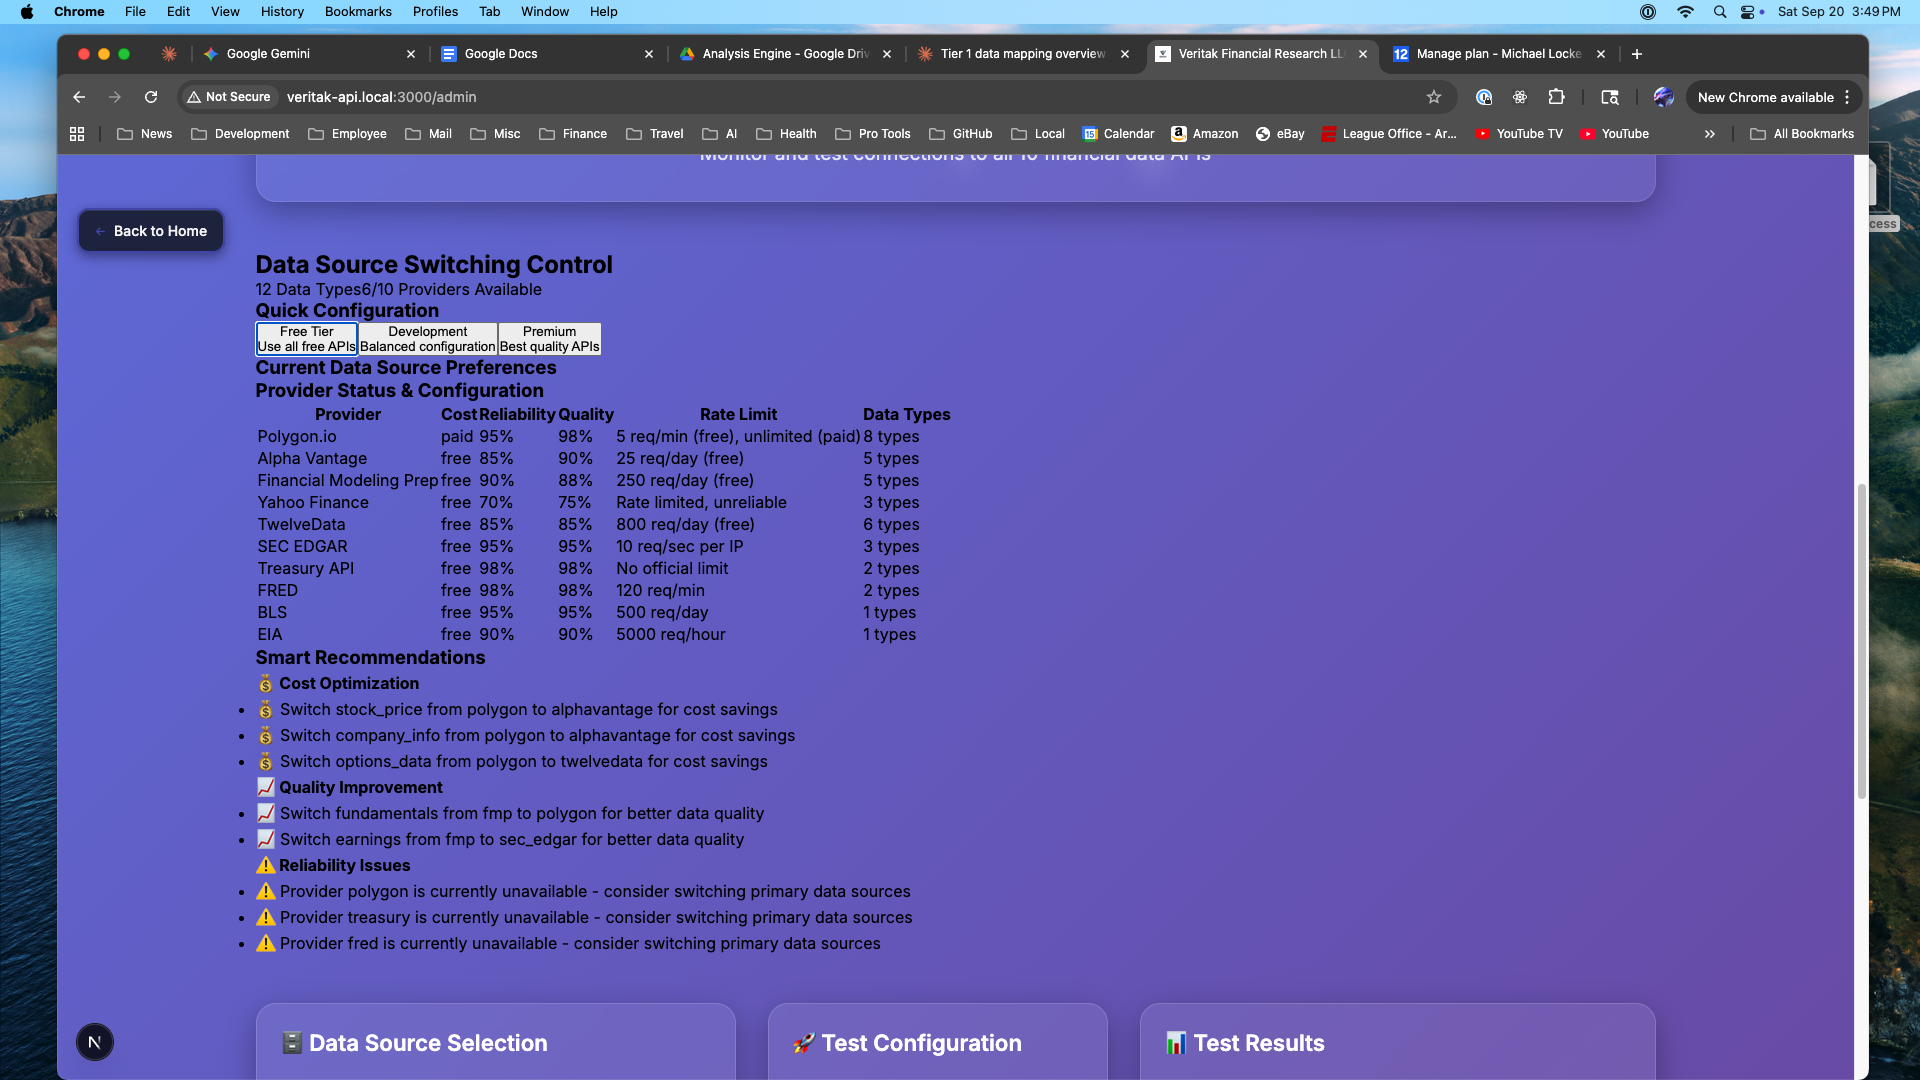 Chrome File Edit View History Bookmarks Profiles Tab Window Help
Sat Sep 20 3:49 PM
Google Gemini
Google Docs
Analysis Engine - Google Driv
Tier 1 data mapping overview
Veritak Financial Research LL
12 Manage plan - Michael Locke
Not Secure veritak-api.local:3000/admin
New Chrome available
News Development Employee Mail Misc Finance Travel AI Health Pro Tools GitHub Local 15 Calendar Amazon eBay League Office - Ar... YouTube TV YouTube » All Bookmarks
cess
Monitor and test connections to all 10 financial data APIs
← Back to Home
Data Source Switching Control
12 Data Types6/10 Providers Available
Quick Configuration
Free Tier
Use all free APIs
Development
Balanced configuration
Premium
Best quality APIs
Current Data Source Preferences
Provider Status & Configuration
Provider Cost Reliability Quality Rate Limit Data Types
Polygon.io paid 95% 98% 5 req/min (free), unlimited (paid) 8 types
Alpha Vantage free 85% 90% 25 req/day (free) 5 types
Financial Modeling Prep free 90% 88% 250 req/day (free) 5 types
Yahoo Finance free 70% 75% Rate limited, unreliable 3 types
TwelveData free 85% 85% 800 req/day (free) 6 types
SEC EDGAR free 95% 95% 10 req/sec per IP 3 types
Treasury API free 98% 98% No official limit 2 types
FRED free 98% 98% 120 req/min 2 types
BLS free 95% 95% 500 req/day 1 types
EIA free 90% 90% 5000 req/hour 1 types
Smart Recommendations
💰 Cost Optimization
• 💰 Switch stock_price from polygon to alphavantage for cost savings
• 💰 Switch company_info from polygon to alphavantage for cost savings
• 💰 Switch options_data from polygon to twelvedata for cost savings
📈 Quality Improvement
• 📈 Switch fundamentals from fmp to polygon for better data quality
• 📈 Switch earnings from fmp to sec_edgar for better data quality
⚠️ Reliability Issues
• ⚠️ Provider polygon is currently unavailable - consider switching primary data sources
• ⚠️ Provider treasury is currently unavailable - consider switching primary data sources
• ⚠️ Provider fred is currently unavailable - consider switching primary data sources
🗄️ Data Source Selection
🚀 Test Configuration
📊 Test Results
N